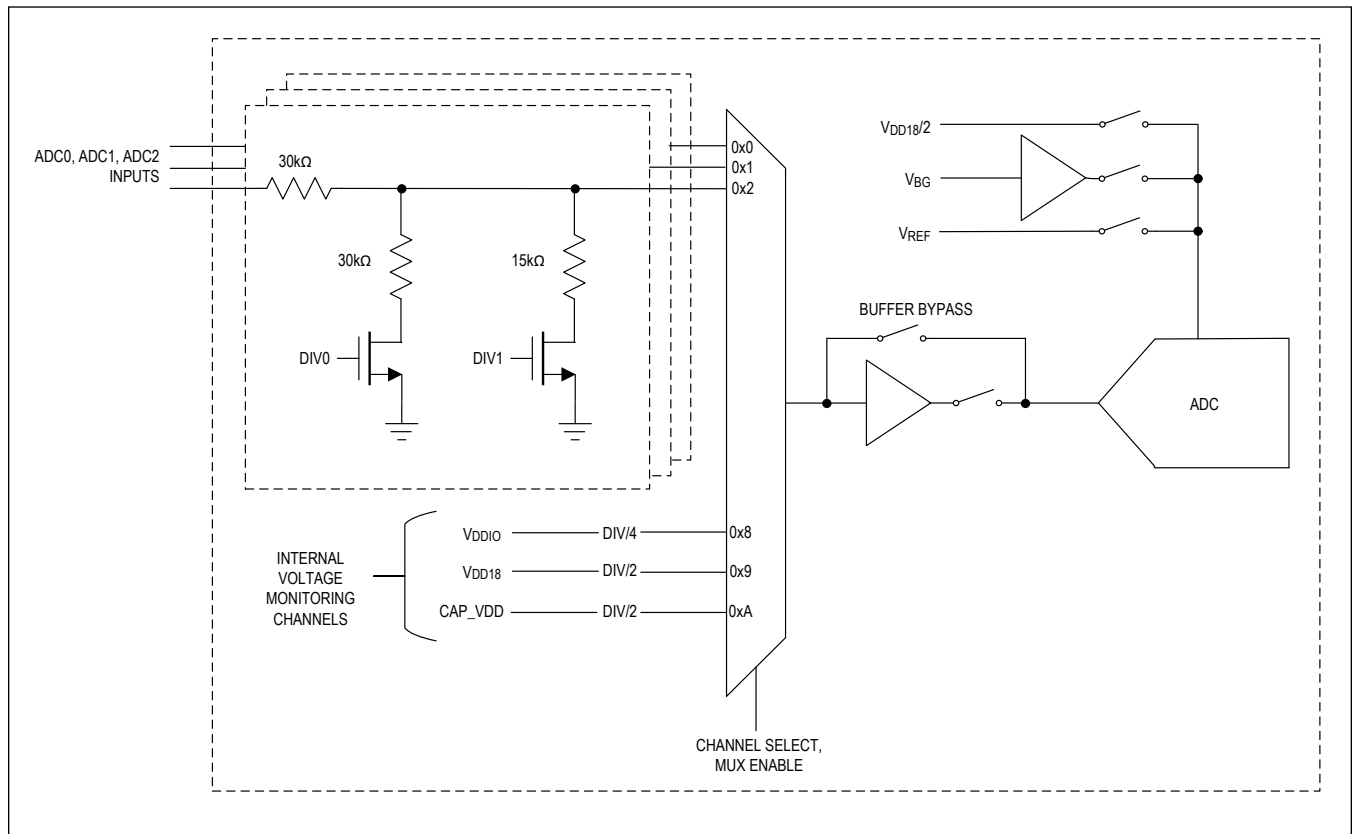 ADC0, ADC1, ADC2
INPUTS
30kΩ
30kΩ
15kΩ
DIV0
DIV1
0x0
0x1
0x2
VDD18/2
VBG
VREF
BUFFER BYPASS
ADC
INTERNAL
VOLTAGE
MONITORING
CHANNELS
VDDIO DIV/4 0x8
VDD18 DIV/2 0x9
CAP_VDD DIV/2 0xA
CHANNEL SELECT,
MUX ENABLE